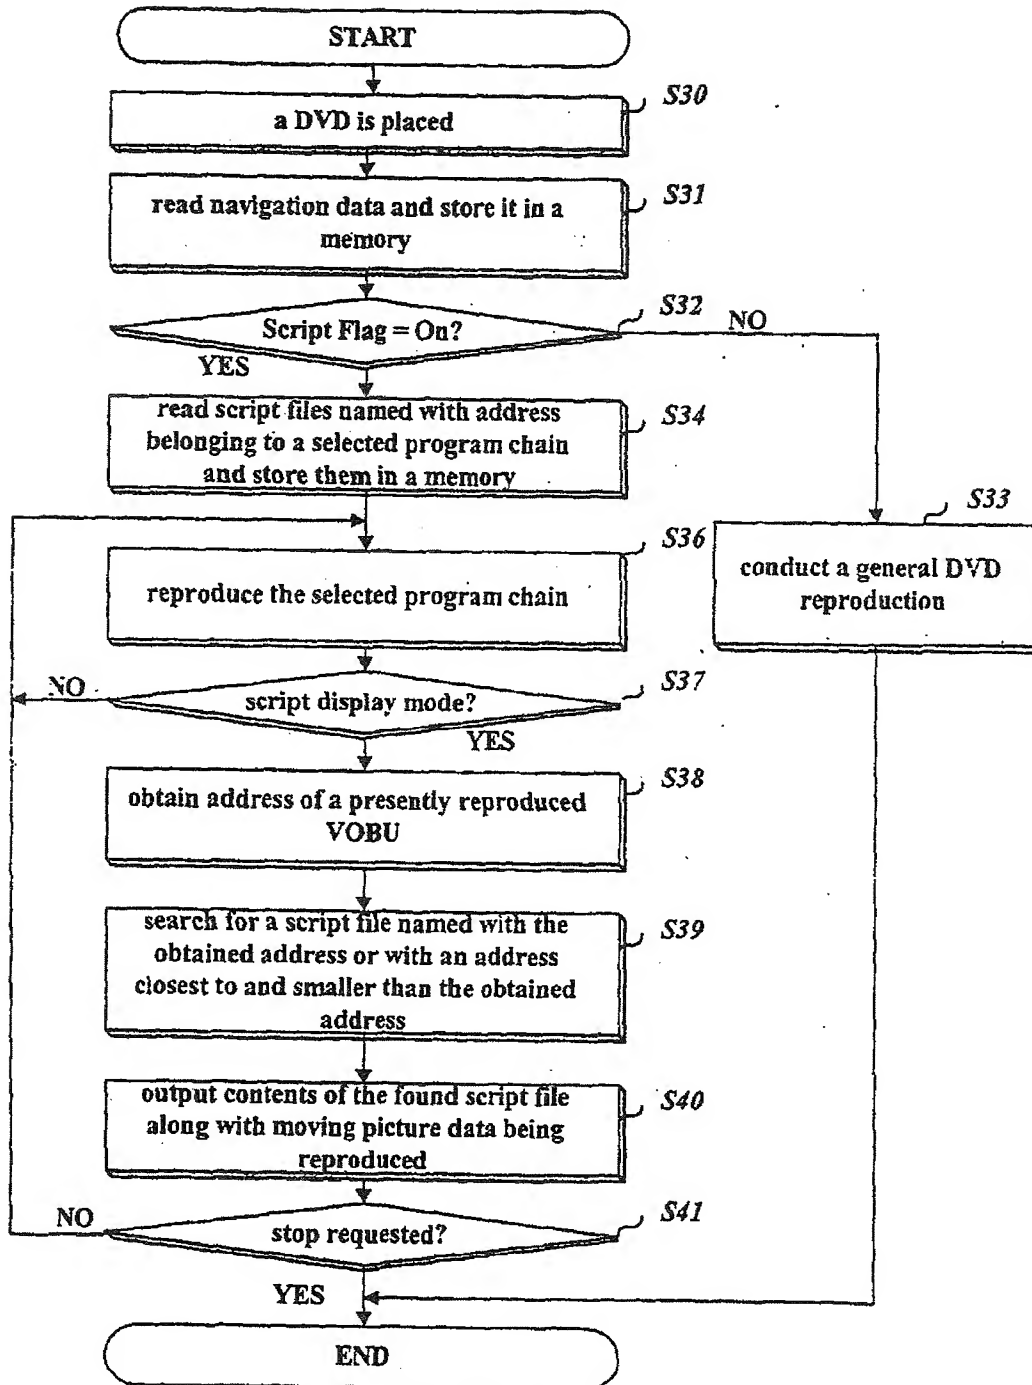 START
S30
a DVD is placed
S31
read navigation data and store it in a
memory
S32
Script Flag = On?
NO
YES
S34
read script files named with address
belonging to a selected program chain
and store them in a memory
S33
conduct a general DVD
reproduction
S36
reproduce the selected program chain
S37
NO
script display mode?
YES
S38
obtain address of a presently reproduced
VOBU
S39
search for a script file named with the
obtained address or with an address
closest to and smaller than the obtained
address
S40
output contents of the found script file
along with moving picture data being
reproduced
S41
NO
stop requested?
YES
END